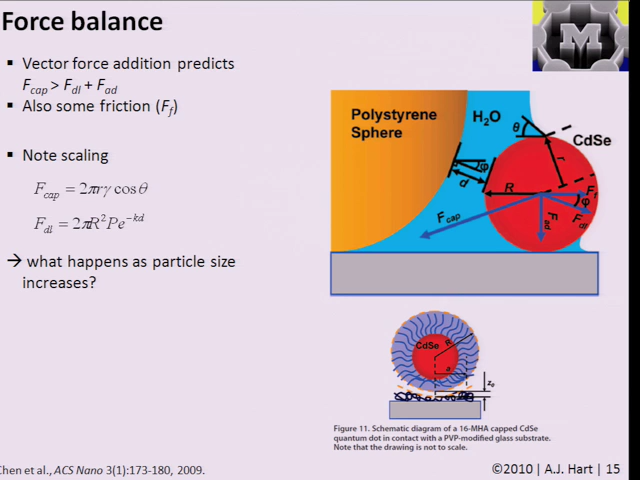 Force balance
▪ Vector force addition predicts
F_cap > F_dl + F_ad
▪ Also some friction (F_f)
▪ Note scaling
F_cap = 2πrγ cos θ
F_dl = 2πR²Pe^{-kd}
→ what happens as particle size
increases?
M
Polystyrene
Sphere
H₂O
θ
CdSe
r
φ
d
R
F_f
F_cap
F_ad
φ
F_dl
CdSe
R
a
z₀
Figure 11. Schematic diagram of a 16-MHA capped CdSe
quantum dot in contact with a PVP-modified glass substrate.
Note that the drawing is not to scale.
Chen et al., ACS Nano 3(1):173-180, 2009.
©2010 | A.J. Hart | 15